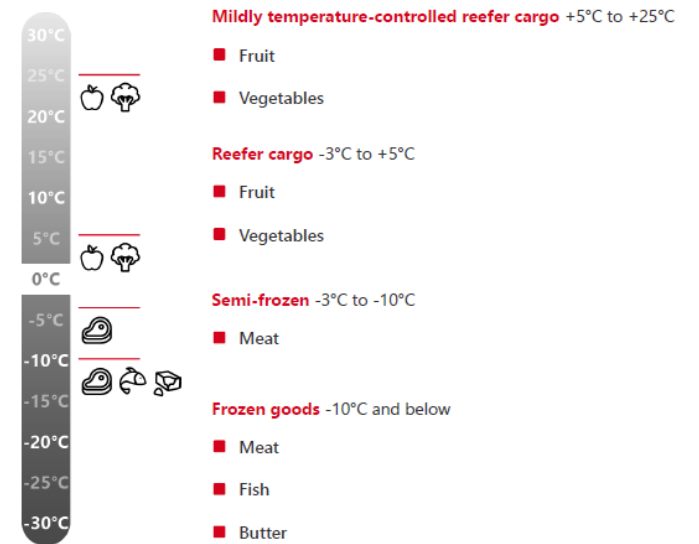 30°C
25°C
20°C
15°C
10°C
5°C
0°C
-5°C
-10°C
-15°C
-20°C
-25°C
-30°C
Mildly temperature-controlled reefer cargo +5°C to +25°C
Fruit
Vegetables
Reefer cargo -3°C to +5°C
Fruit
Vegetables
Semi-frozen -3°C to -10°C
Meat
Frozen goods -10°C and below
Meat
Fish
Butter